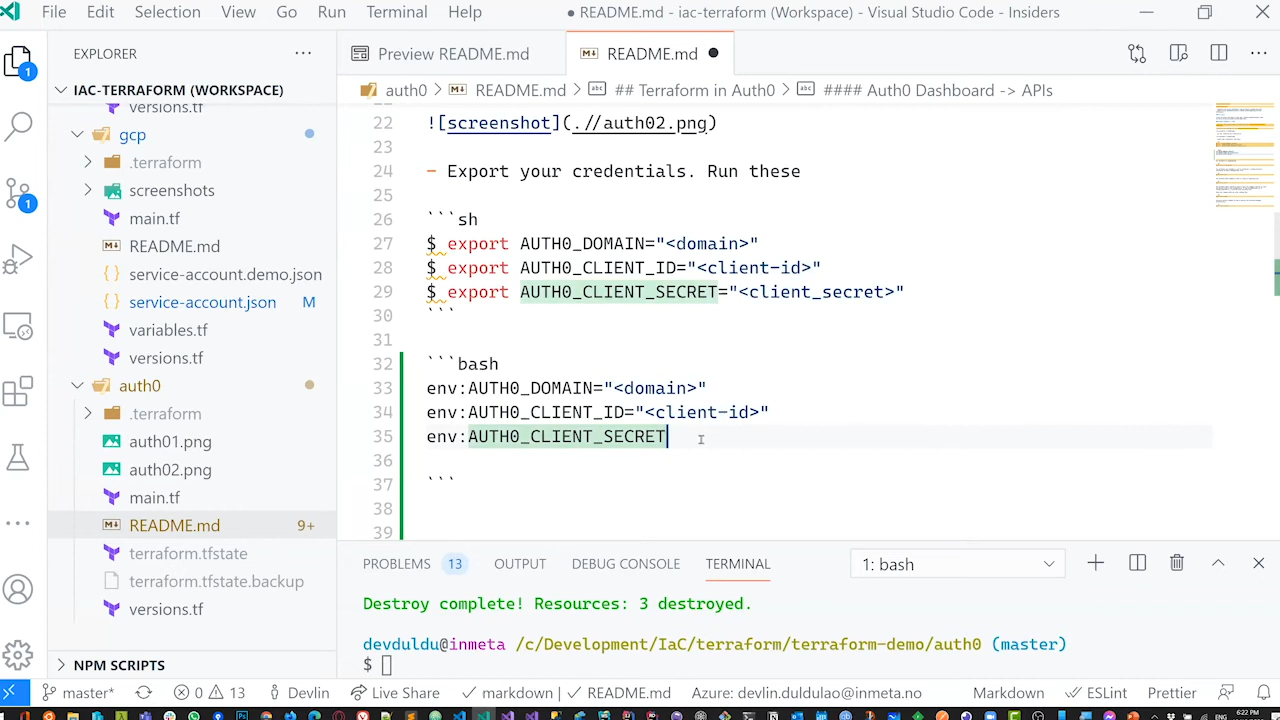 File Edit Selection View Go Run Terminal Help
● README.md - iac-terraform (Workspace) - Visual Studio Code - Insiders
EXPLORER
Preview README.md
README.md
IAC-TERRAFORM (WORKSPACE)
auth0 > README.md > ## Terraform in Auth0 > #### Auth0 Dashboard -> APIs
versions.tf
gcp
.terraform
screenshots
main.tf
README.md
service-account.demo.json
service-account.json M
variables.tf
versions.tf
auth0
.terraform
auth01.png
auth02.png
main.tf
README.md 9+
terraform.tfstate
terraform.tfstate.backup
versions.tf
NPM SCRIPTS
1
1
22
23
24 - Export the credentials. Run the
25
26
27 $ export AUTH0_DOMAIN="<domain>"
28 $ export AUTH0_CLIENT_ID="<client-id>"
29 $ export AUTH0_CLIENT_SECRET="<client_secret>"
30 ```
31
32 ```bash
33 env:AUTH0_DOMAIN="<domain>"
34 env:AUTH0_CLIENT_ID="<client-id>"
35 env:AUTH0_CLIENT_SECRET
36
37 ```
38
39
PROBLEMS 13 OUTPUT DEBUG CONSOLE TERMINAL 1: bash
Destroy complete! Resources: 3 destroyed.
devduldu@inmeta /c/Development/IaC/terraform/terraform-demo/auth0 (master)
$
master* 0 13 Devlin Live Share markdown | README.md Azure: devlin.duldulao@inmeta.no Markdown ESLint Prettier
6:22 PM
ENG